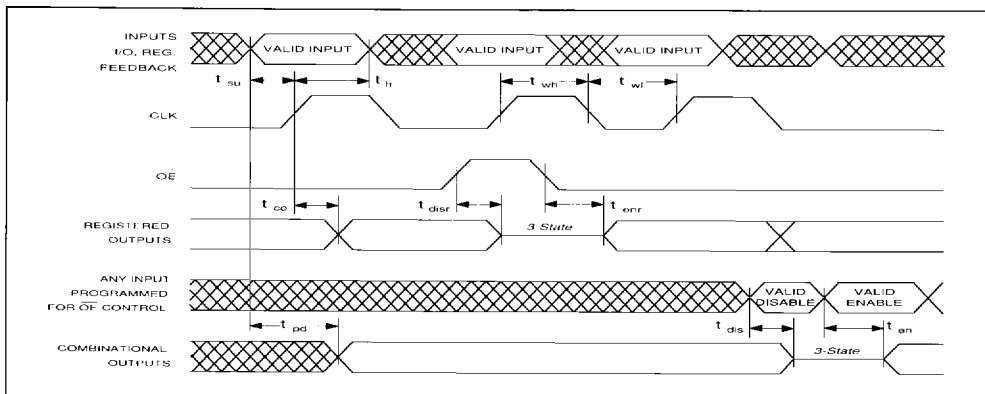 INPUTS
I/O, REG.
FEEDBACK
VALID INPUT
VALID INPUT
VALID INPUT
t su
t h
t wh
t wl
CLK
OE
t co
t disr
t enr
REGISTERED
OUTPUTS
3 State
ANY INPUT
PROGRAMMED
FOR OE CONTROL
VALID
DISABLE
VALID
ENABLE
t pd
t dis
t en
COMBINATIONAL
OUTPUTS
3-State